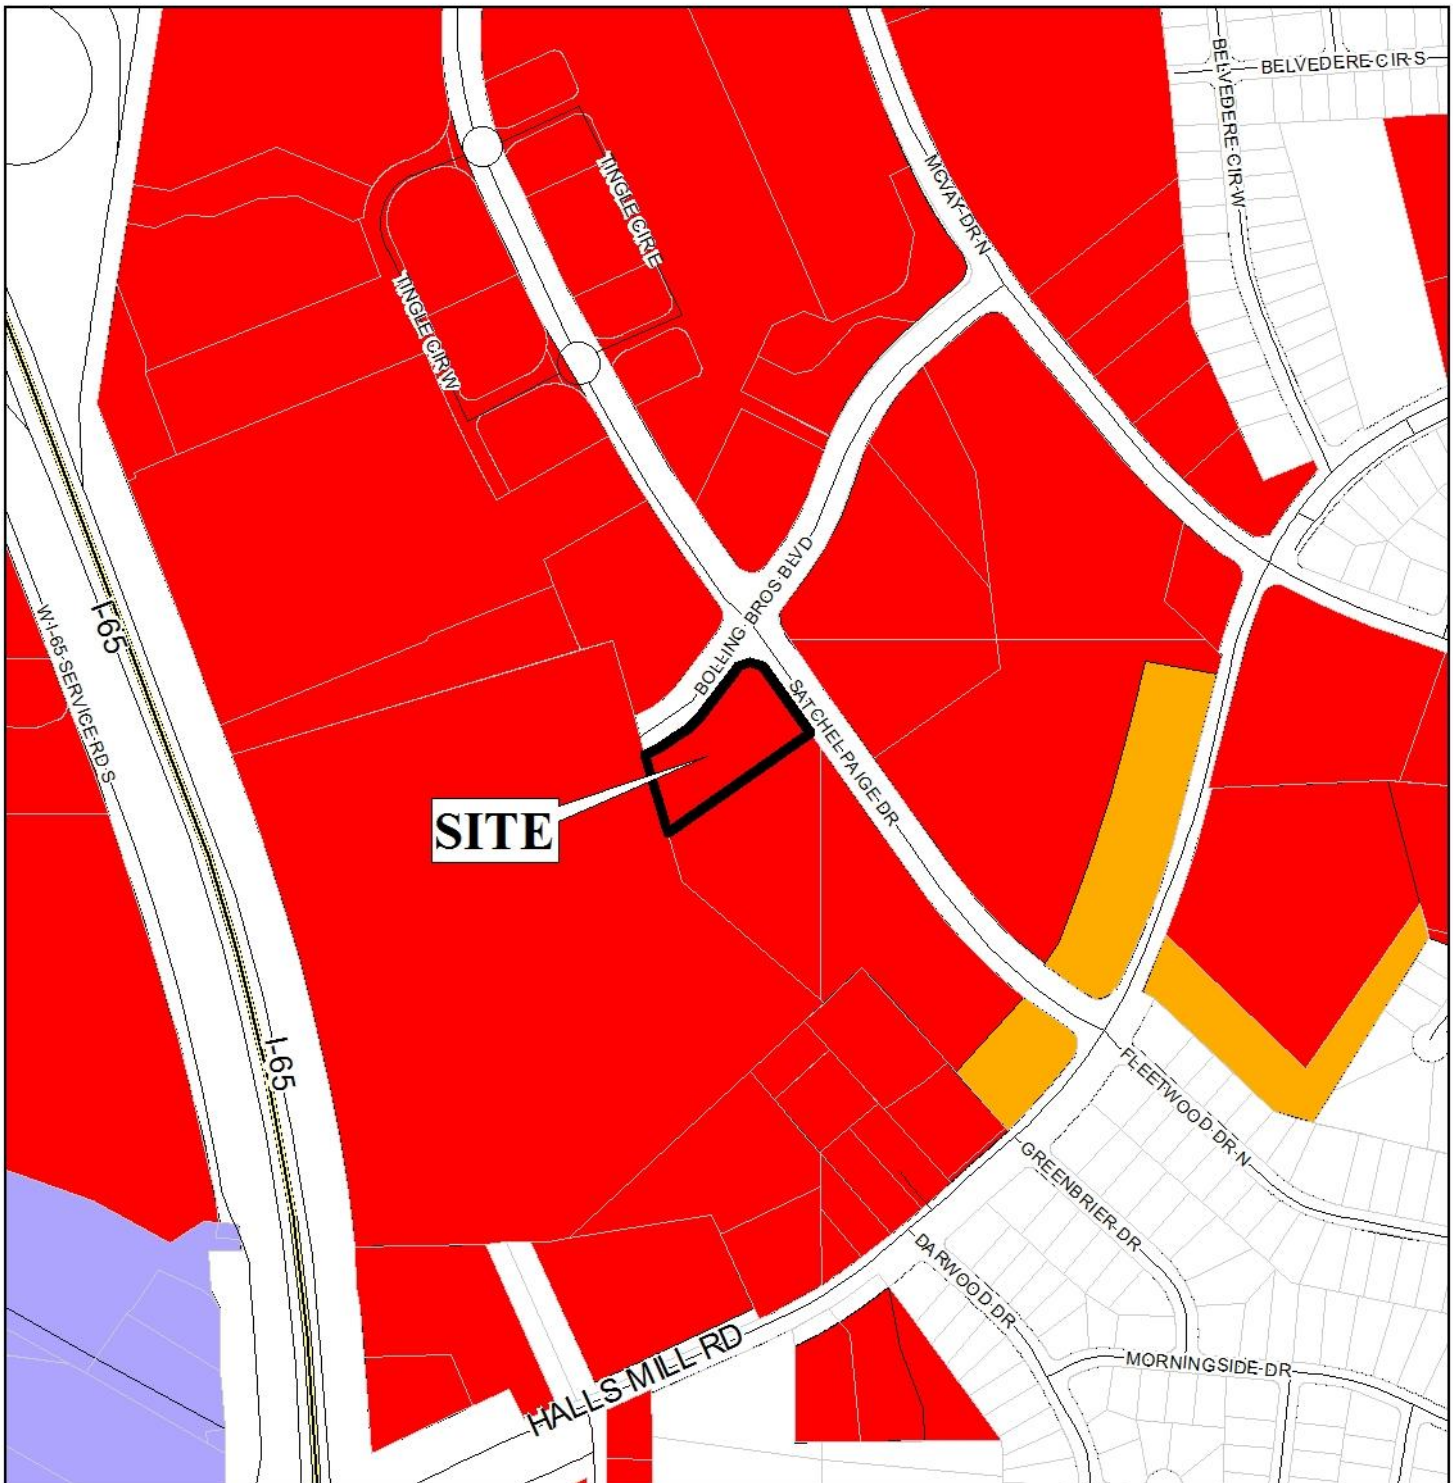 BELVEDERE CIR S
BELVEDERE CIR W
MCVAY DR N
TINGLE CIR E
TINGLE CIR W
BOLLING BROS BLVD
SATCHEL PAIGE DR
I-65
W I-65 SERVICE RD S
SITE
I-65
FLEETWOOD DR N
GREENBRIER DR
DARWOOD DR
MORNINGSIDE DR
HALLS MILL RD